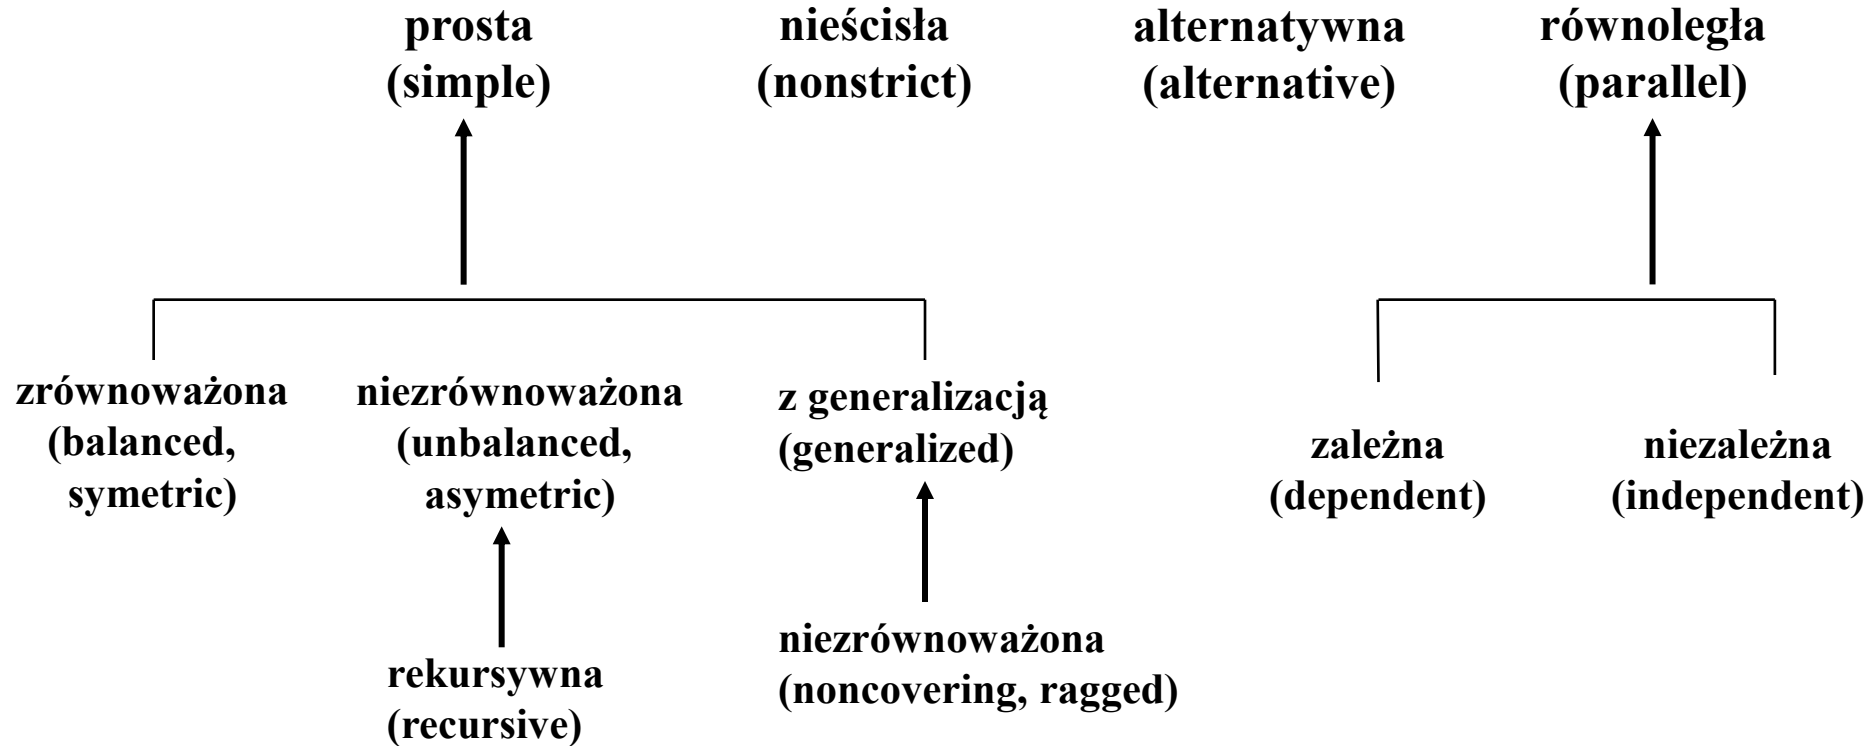 prosta
(simple)
nieścisła
(nonstrict)
alternatywna
(alternative)
równoległa
(parallel)
zrównoważona
(balanced,
symetric)
niezrównoważona
(unbalanced,
asymetric)
z generalizacją
(generalized)
zależna
(dependent)
niezależna
(independent)
rekursywna
(recursive)
niezrównoważona
(noncovering, ragged)